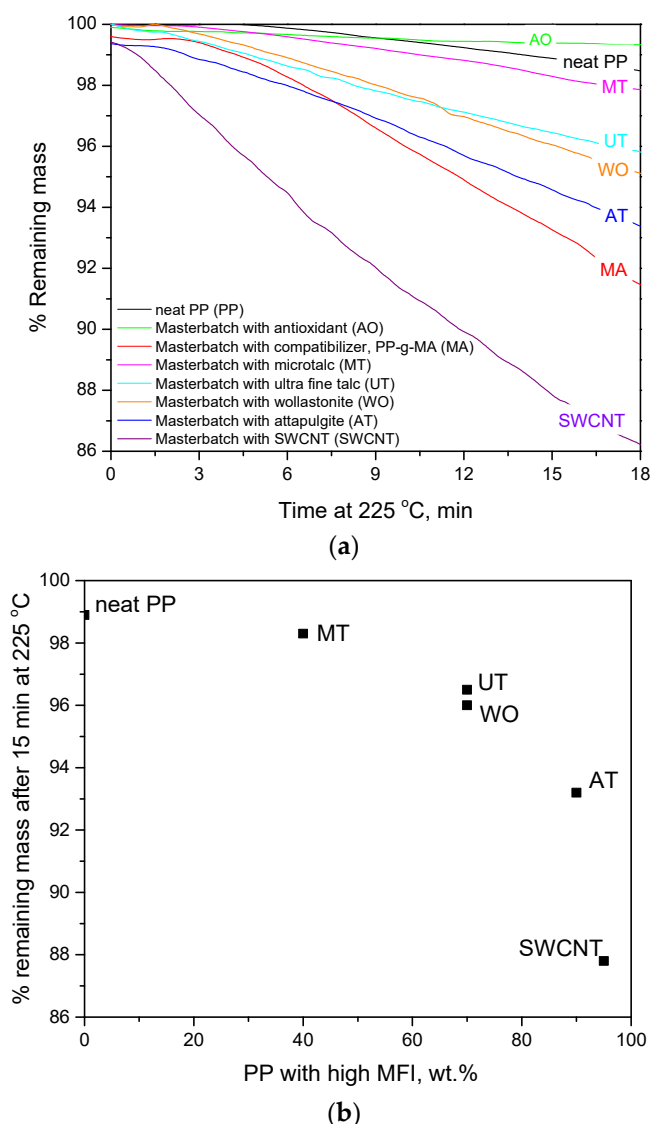 100
98
96
94
92
90
88
86
% Remaining mass
AO
neat PP
MT
UT
WO
AT
MA
SWCNT
neat PP (PP)
Masterbatch with antioxidant (AO)
Masterbatch with compatibilizer, PP-g-MA (MA)
Masterbatch with microtalc (MT)
Masterbatch with ultra fine talc (UT)
Masterbatch with wollastonite (WO)
Masterbatch with attapulgite (AT)
Masterbatch with SWCNT (SWCNT)
0 3 6 9 12 15 18
Time at 225 °C, min
(a)
100
98
96
94
92
90
88
86
% remaining mass after 15 min at 225 °C
neat PP
MT
UT
WO
AT
SWCNT
0 20 40 60 80 100
PP with high MFI, wt.%
(b)